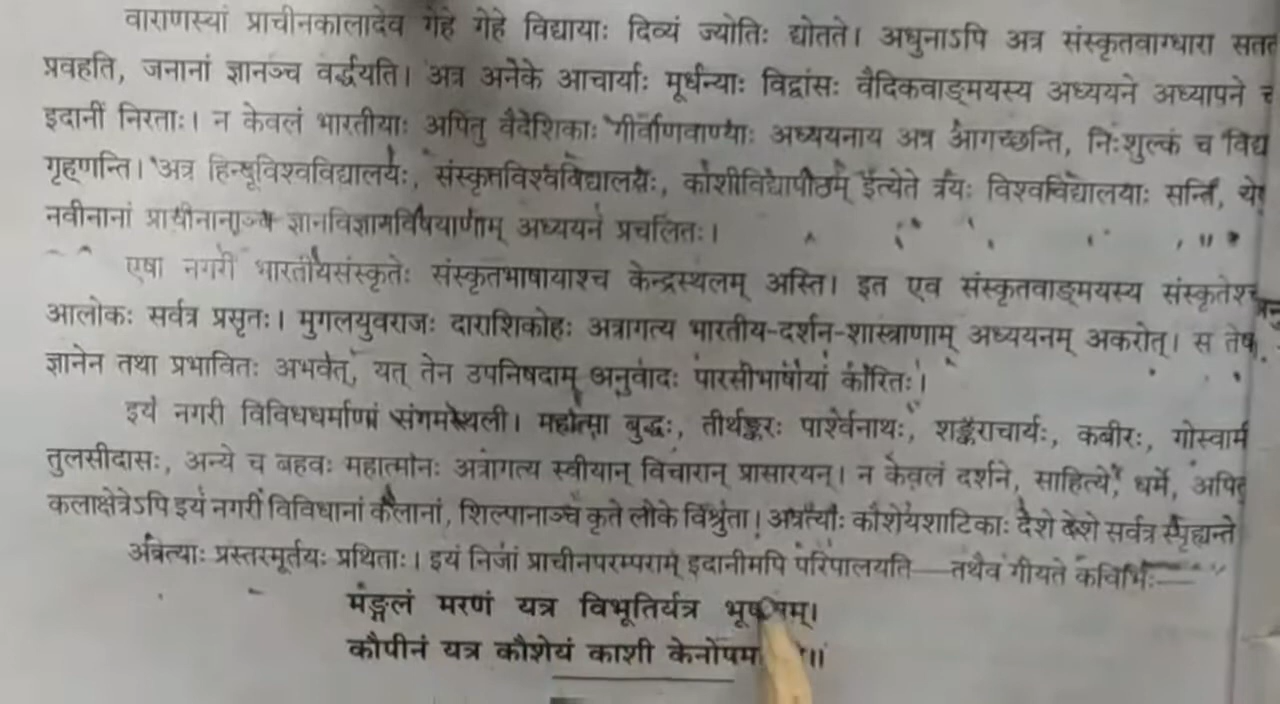 वाराणस्यां प्राचीनकालादेव गेहे गेहे विद्यायाः दिव्यं ज्योतिः द्योतते। अधुनाऽपि अत्र संस्कृतवाग्धारा
प्रवहति, जनानां ज्ञानञ्च वर्द्धयति। अत्र अनेके आचार्याः मूर्धन्याः विद्वांसः वैदिकवाङ्मयस्य अध्ययने अध्यापने च
इदानीं निरताः। न केवलं भारतीयाः अपितु वैदेशिकाः गीर्वाणवाण्याः अध्ययनाय अत्र आगच्छन्ति, निःशुल्कं च
गृह्णन्ति। अत्र हिन्दूविश्वविद्यालयः, संस्कृतविश्वविद्यालयः, काशीविद्यापीठम् इत्येते त्रयः विश्वविद्यालयाः सन्ति,
नवीनानां प्राचीनानाञ्च ज्ञानविज्ञानविषयाणाम् अध्ययनं प्रचलितः।
एषा नगरी भारतीयसंस्कृतेः संस्कृतभाषायाश्च केन्द्रस्थलम् अस्ति। इत एव संस्कृतवाङ्मयस्य संस्कृतेश्च
आलोकः सर्वत्र प्रसृतः। मुगलयुवराजः दाराशिकोहः अत्रागत्य भारतीय-दर्शन-शास्त्राणाम् अध्ययनम् अकरोत्। स
ज्ञानेन तथा प्रभावितः अभवत्, यत् तेन उपनिषदाम् अनुवादः पारसीभाषायां कारितः।
इयं नगरी विविधधर्माणां संगमस्थली। महात्मा बुद्धः, तीर्थङ्करः पार्श्वनाथः, शङ्कराचार्यः, कबीरः,
तुलसीदासः, अन्ये च बहवः महात्मानः अत्रागत्य स्वीयान् विचारान् प्रासारयन्। न केवलं दर्शने, साहित्ये, धर्मे,
कलाक्षेत्रेऽपि इयं नगरी विविधानां कलानां, शिल्पानाञ्च कृते लोके विश्रुता। अत्रत्याः कौशेयशाटिकाः देशे देशे सर्वत्र स्पृह्यन्ते
अत्रत्याः प्रस्तरमूर्तयः प्रथिताः। इयं निजां प्राचीनपरम्पराम् इदानीमपि परिपालयति—तथैव गीयते कविभिः—
मङ्गलं मरणं यत्र विभूतिर्यत्र
कौपीनं यत्र कौशेयं काशी